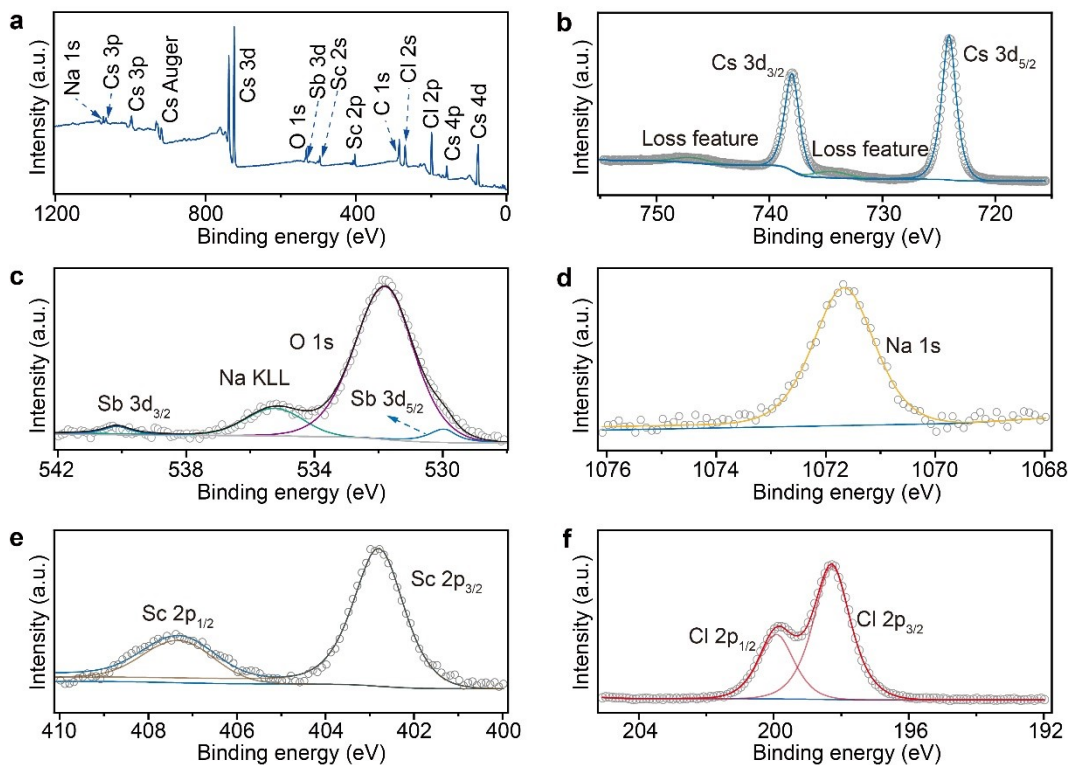 a
Intensity (a.u.)
Na 1s
Cs 3p
Cs 3p
Cs Auger
Cs 3d
O 1s
Sb 3d
Sc 2s
Sc 2p
C 1s
Cl 2s
Cl 2p
Cs 4p
Cs 4d
1200 800 400 0
Binding energy (eV)
b
Intensity (a.u.)
Cs 3d3/2
Cs 3d5/2
Loss feature
Loss feature
750 740 730 720
Binding energy (eV)
c
Intensity (a.u.)
O 1s
Na KLL
Sb 3d3/2
Sb 3d5/2
542 538 534 530
Binding energy (eV)
d
Intensity (a.u.)
Na 1s
1076 1074 1072 1070 1068
Binding energy (eV)
e
Intensity (a.u.)
Sc 2p3/2
Sc 2p1/2
410 408 406 404 402 400
Binding energy (eV)
f
Intensity (a.u.)
Cl 2p1/2
Cl 2p3/2
204 200 196 192
Binding energy (eV)